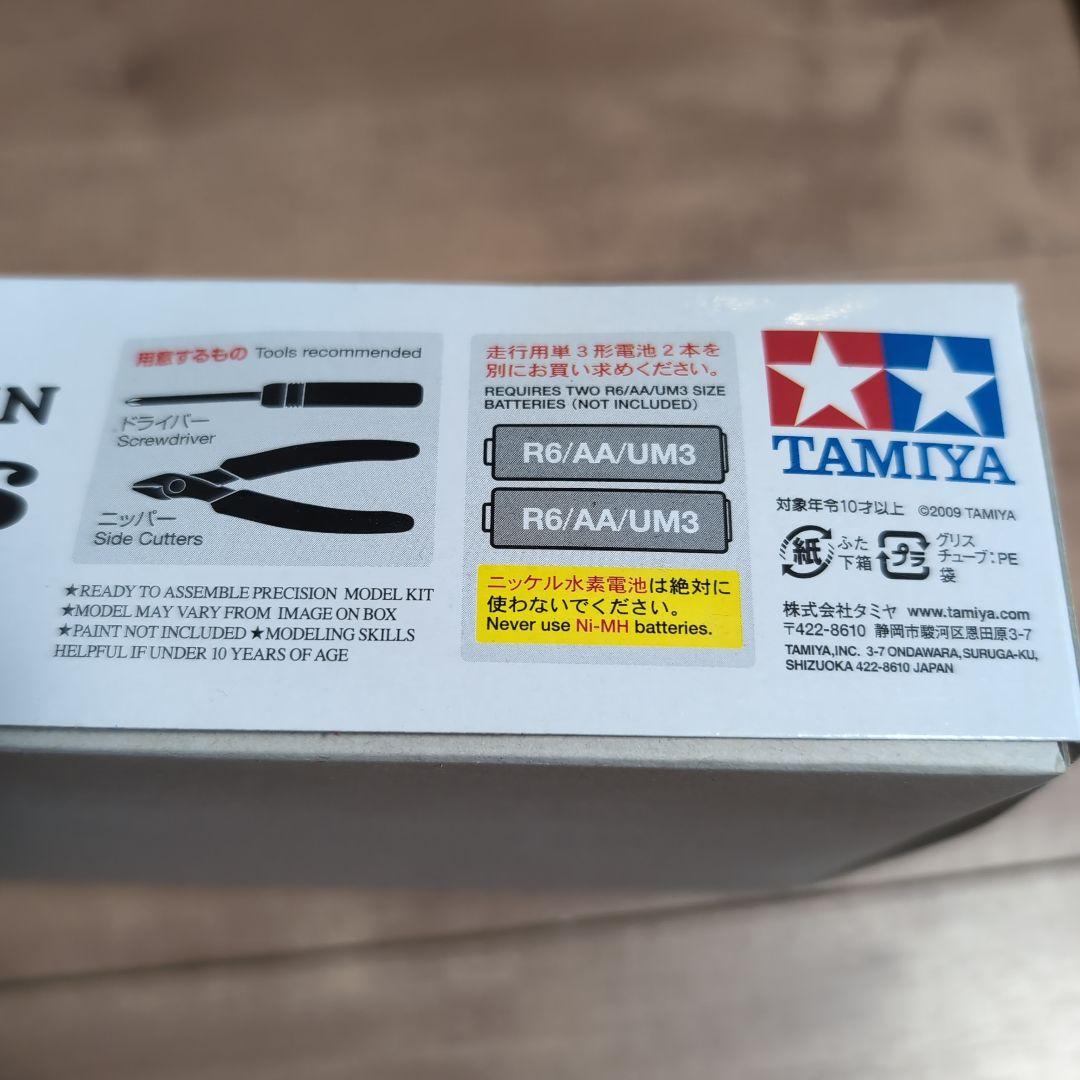 用意するもの Tools recommended
ドライバー
Screwdriver
ニッパー
Side Cutters
★READY TO ASSEMBLE PRECISION MODEL KIT
★MODEL MAY VARY FROM IMAGE ON BOX
★PAINT NOT INCLUDED ★MODELING SKILLS
HELPFUL IF UNDER 10 YEARS OF AGE
走行用単3形電池2本を
別にお買い求めください。
REQUIRES TWO R6/AA/UM3 SIZE
BATTERIES (NOT INCLUDED)
R6/AA/UM3
R6/AA/UM3
ニッケル水素電池は絶対に
使わないでください。
Never use Ni-MH batteries.
TAMIYA
対象年令10才以上 ©2009 TAMIYA
紙 ふた
下箱
プラ グリス
チューブ:PE
袋
株式会社タミヤ www.tamiya.com
〒422-8610 静岡市駿河区恩田原3-7
TAMIYA,INC. 3-7 ONDAWARA,SURUGA-KU,
SHIZUOKA 422-8610 JAPAN